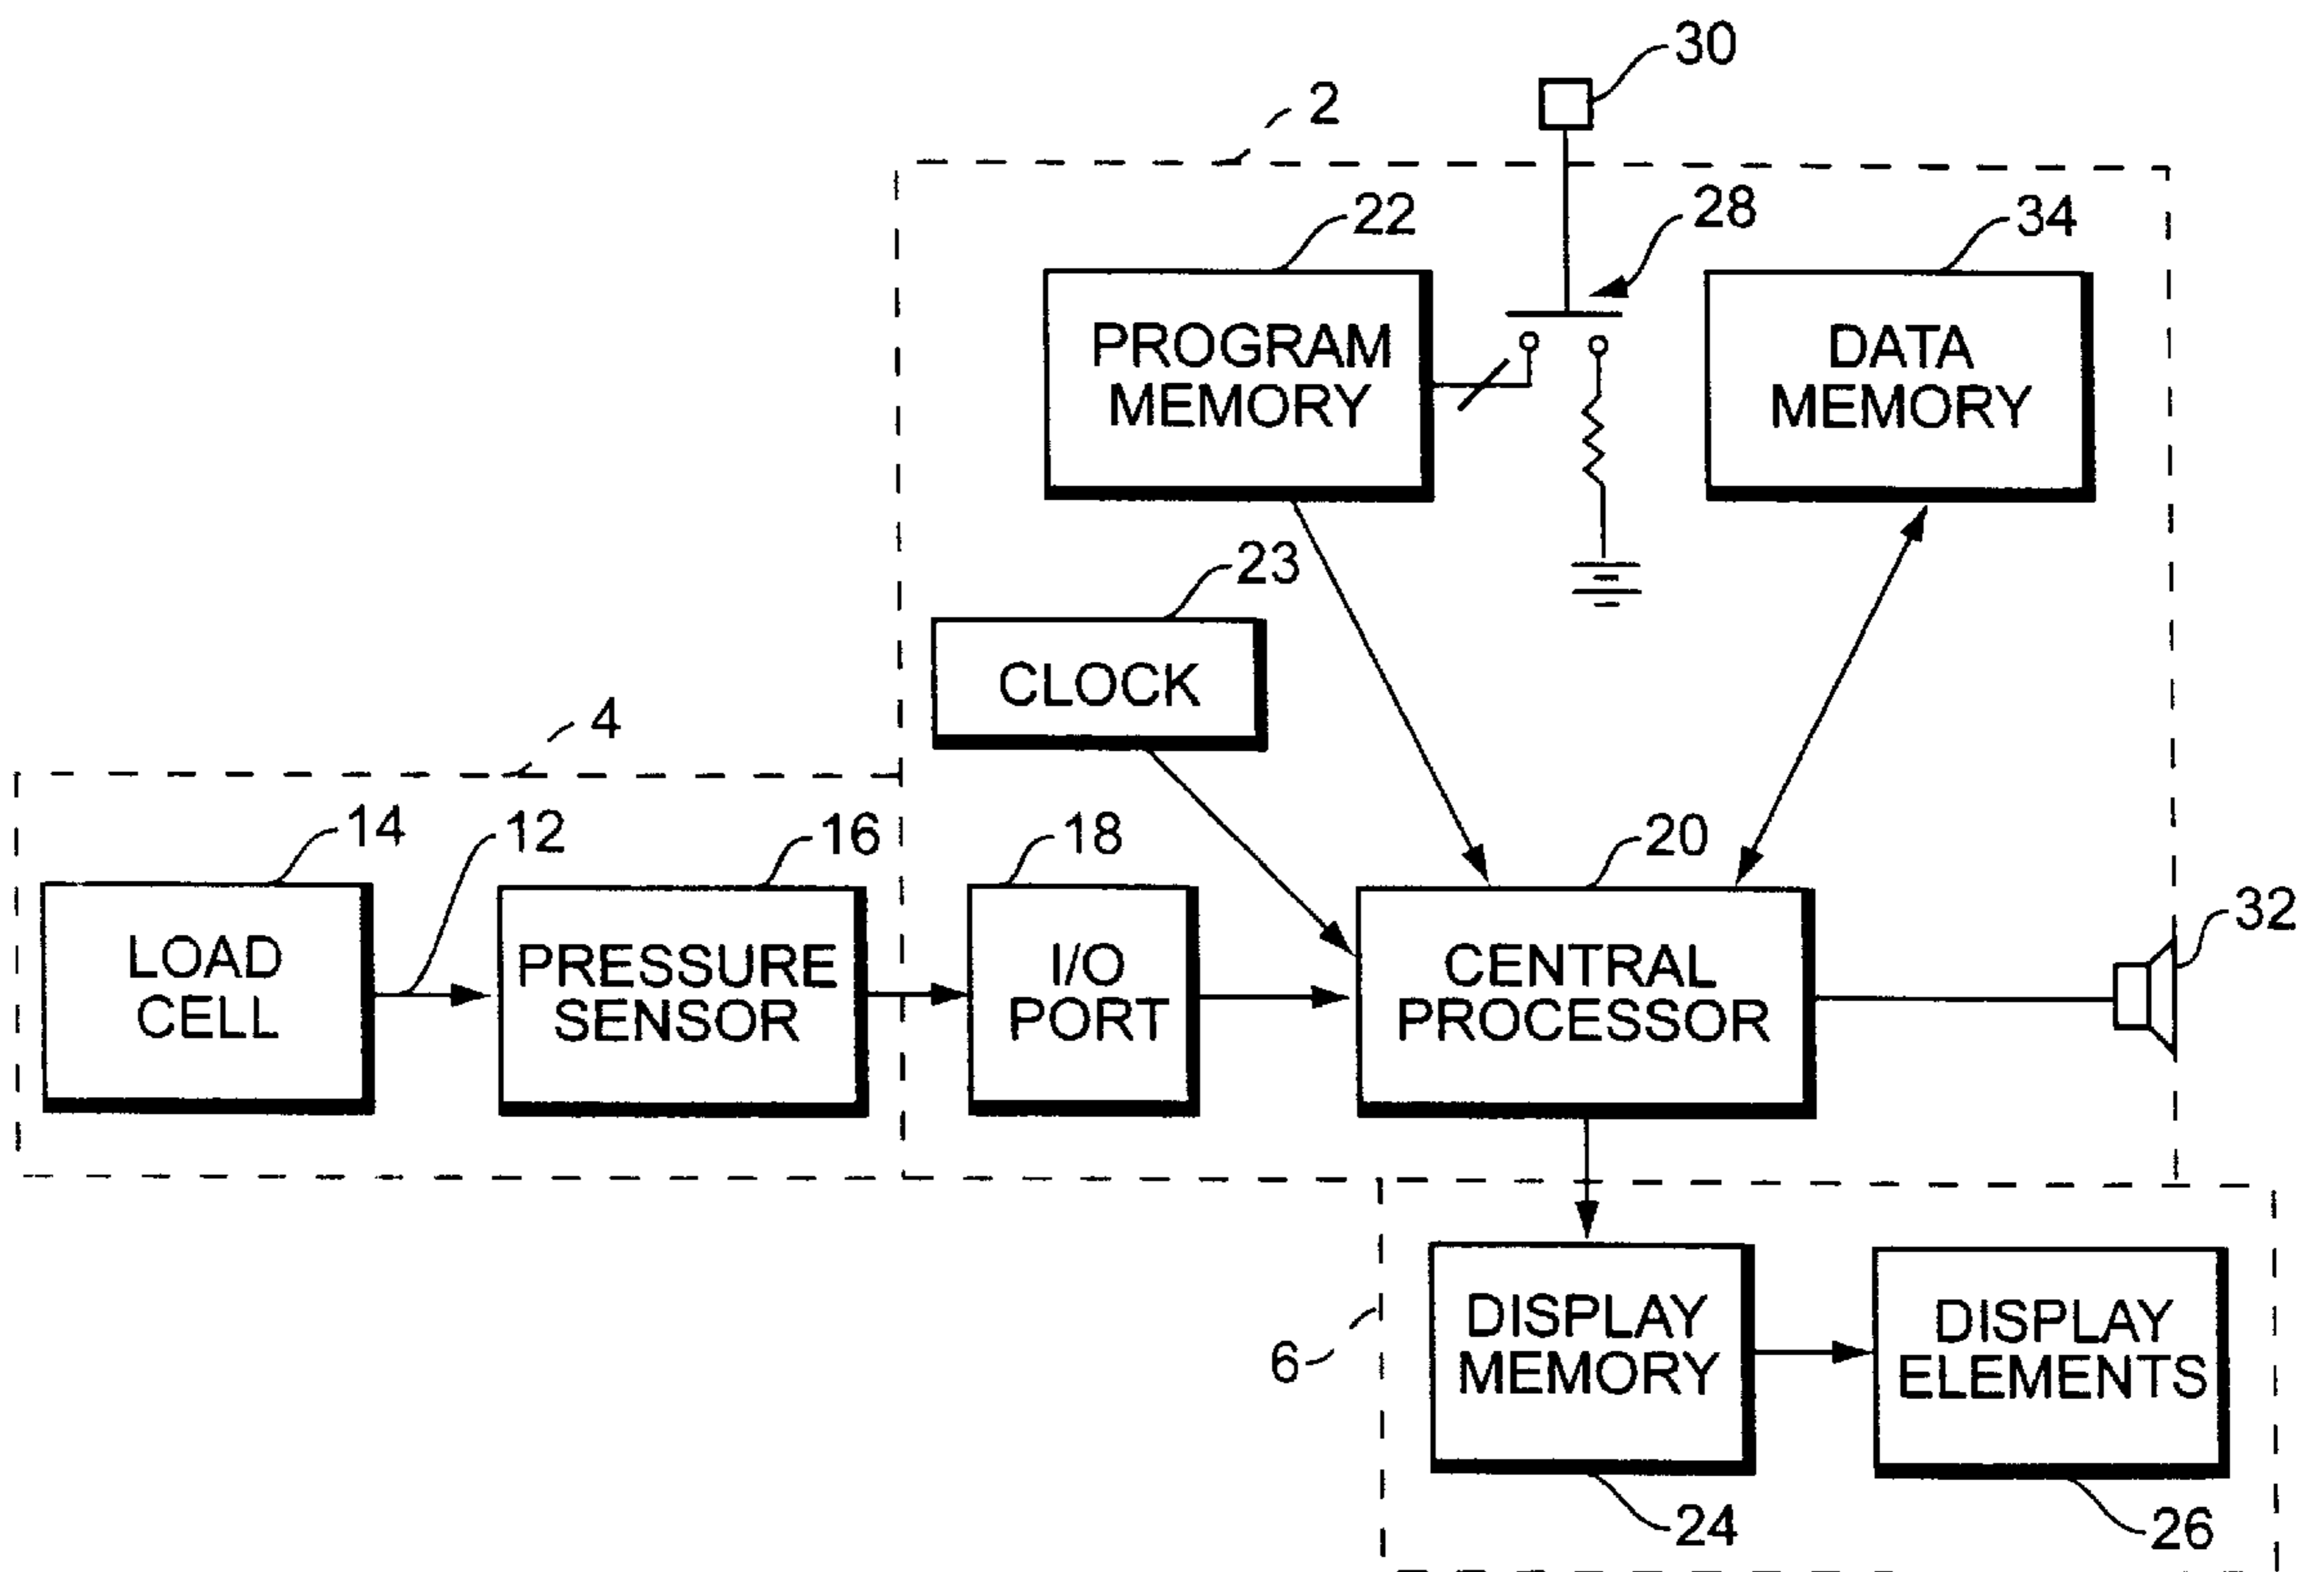 30
2
22
28
34
PROGRAM
MEMORY
DATA
MEMORY
23
CLOCK
4
14
12
16
18
20
32
LOAD
CELL
PRESSURE
SENSOR
I/O
PORT
CENTRAL
PROCESSOR
6
DISPLAY
MEMORY
DISPLAY
ELEMENTS
24
26